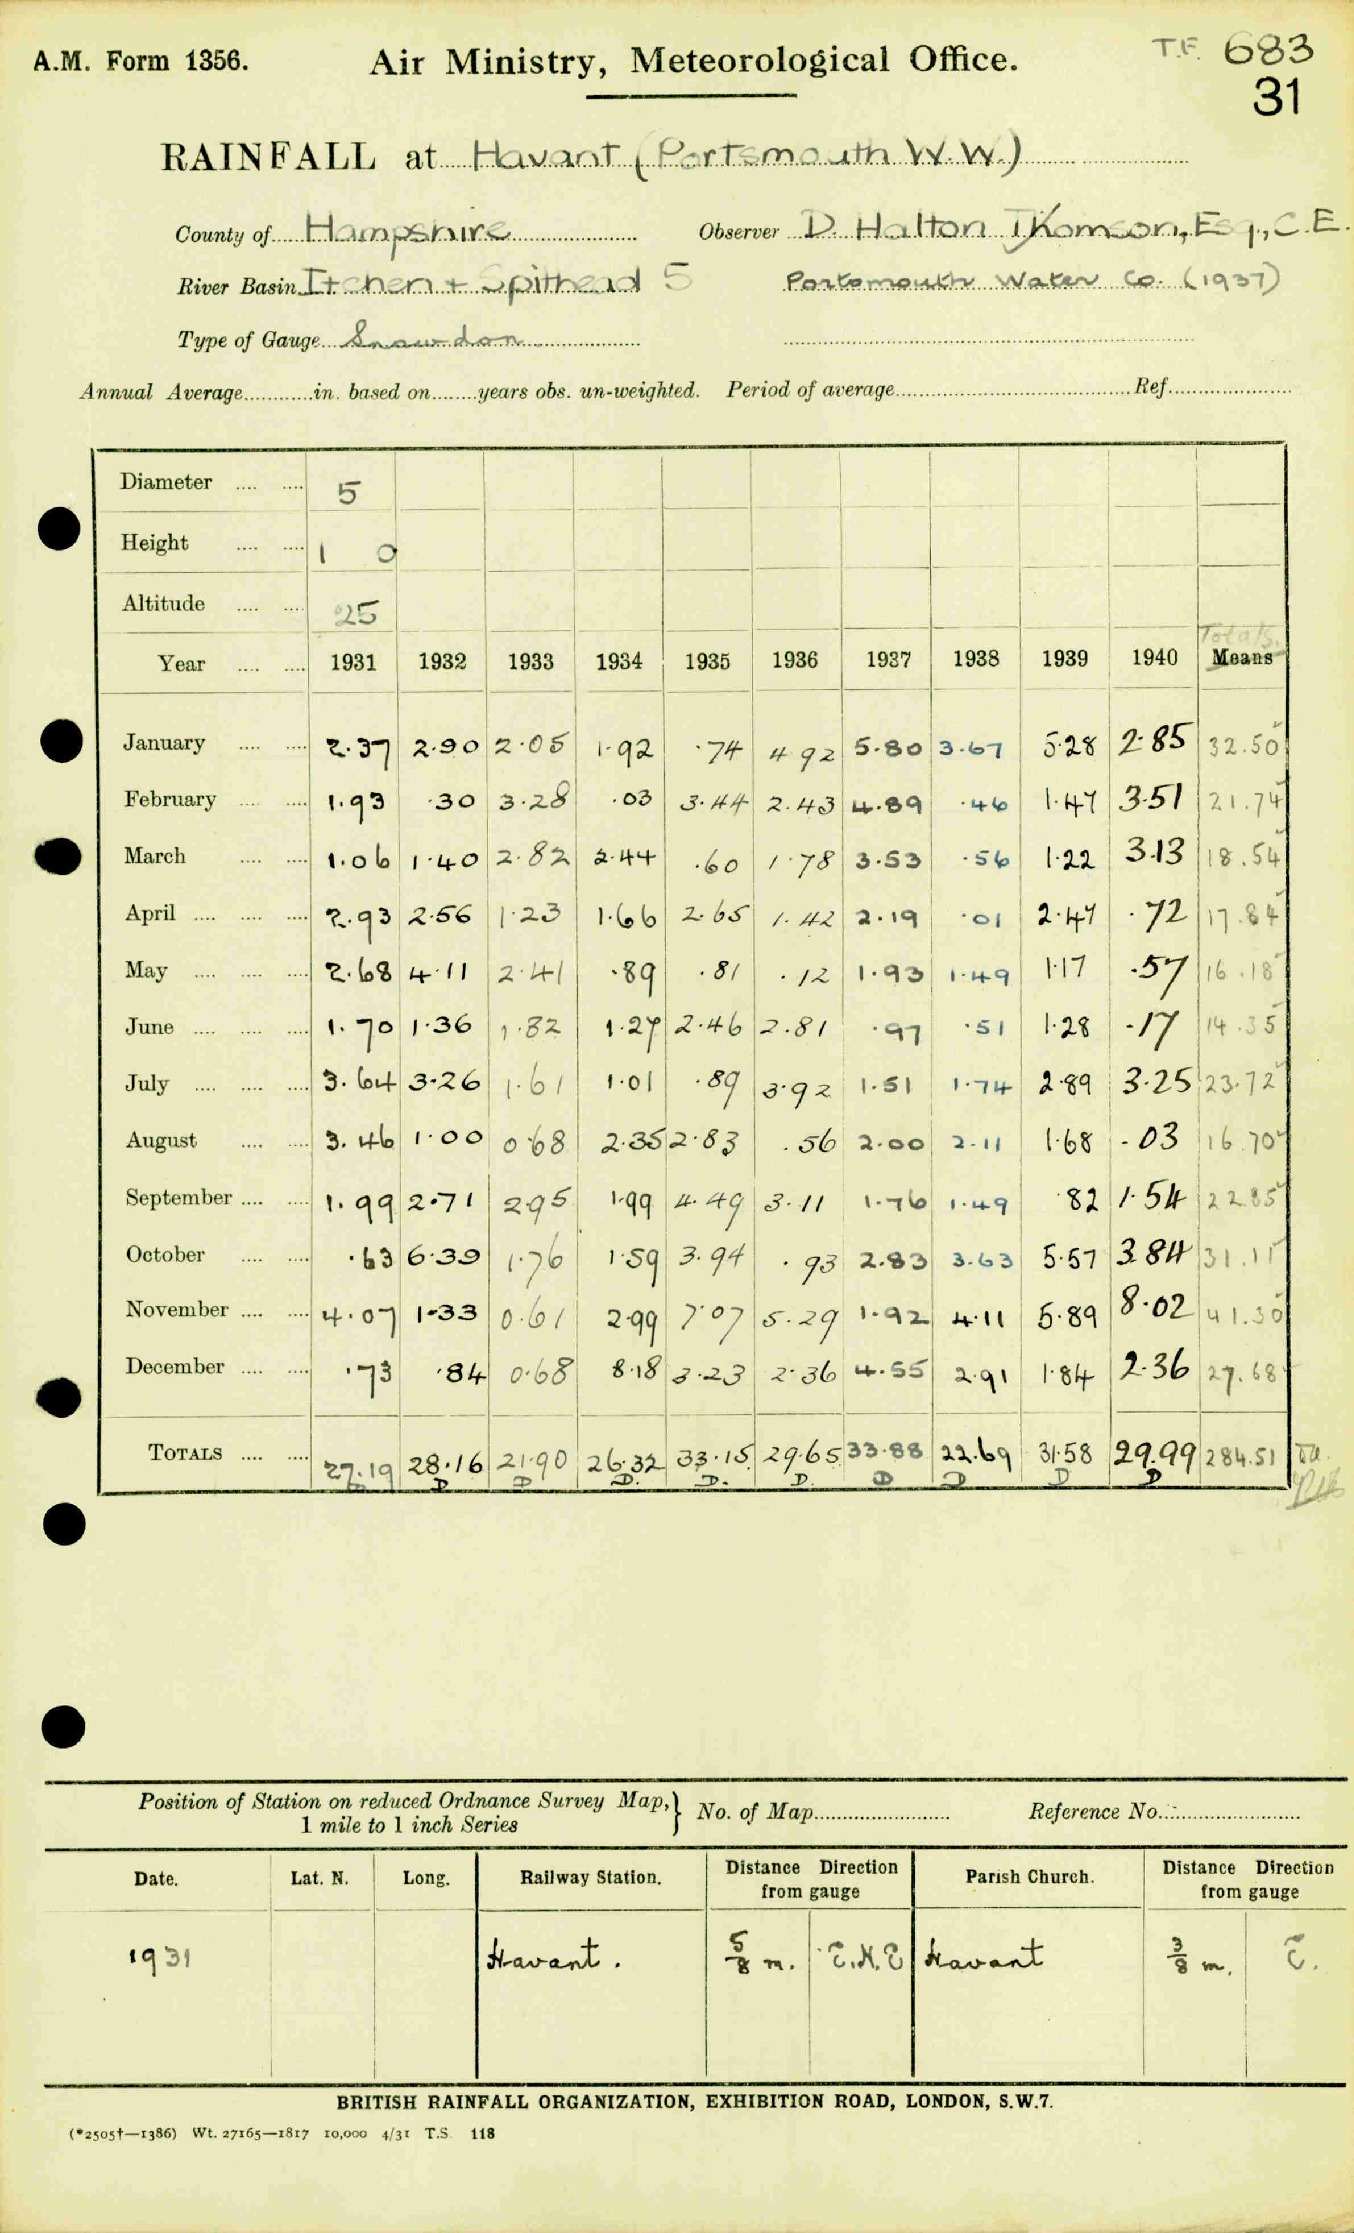 A.M. Form 1356.
Air Ministry, Meteorological Office.
T.F. 683
31
RAINFALL at Havant (Portsmouth W.W.)
County of Hampshire Observer D. Halton Thomson, Esq., C.E.
River Basin Itchen + Spithead 5 Portsmouth Water Co. (1937)
Type of Gauge Snowdon
Annual Average in. based on years obs. un-weighted. Period of average Ref.
Diameter 5
Height 1 0
Altitude 25
Totals.
Year 1931 1932 1933 1934 1935 1936 1937 1938 1939 1940 Means
January 2.37 2.90 2.05 1.92 .74 4.92 5.80 3.67 5.28 2.85 32.50
February 1.93 .30 3.28 .03 3.44 2.43 4.89 .46 1.47 3.51 21.74
March 1.06 1.40 2.82 2.44 .60 1.78 3.53 .56 1.22 3.13 18.54
April 2.93 2.56 1.23 1.66 2.65 1.42 2.19 .01 2.47 .72 17.84
May 2.68 4.11 2.41 .89 .81 .12 1.93 1.49 1.17 .57 16.18
June 1.70 1.36 1.82 1.27 2.46 2.81 .97 .51 1.28 .17 14.35
July 3.64 3.26 1.61 1.01 .89 3.92 1.51 1.74 2.89 3.25 23.72
August 3.46 1.00 0.68 2.35 2.83 .56 2.00 2.11 1.68 .03 16.70
September 1.99 2.71 2.95 1.99 4.49 3.11 1.76 1.49 .82 1.54 22.85
October .63 6.39 1.76 1.59 3.94 .93 2.83 3.63 5.57 3.84 31.11
November 4.07 1.33 0.61 2.99 7.07 5.29 1.92 4.11 5.89 8.02 41.30
December .73 .84 0.68 8.18 3.23 2.36 4.55 2.91 1.84 2.36 27.68
TOTALS 27.19 28.16 21.90 26.32 33.15 29.65 33.88 22.69 31.58 29.99 284.51
D D D. D. D. D D D D
Position of Station on reduced Ordnance Survey Map, No. of Map Reference No.
1 mile to 1 inch Series
Date. Lat. N. Long. Railway Station. Distance Direction from gauge Parish Church. Distance Direction from gauge
1931 Havant. 5/8 m. E.N.E Havant 3/8 m. E.
BRITISH RAINFALL ORGANIZATION, EXHIBITION ROAD, LONDON, S.W.7.
(*2505†—1386) Wt. 27165—1817 10,000 4/31 T.S. 118